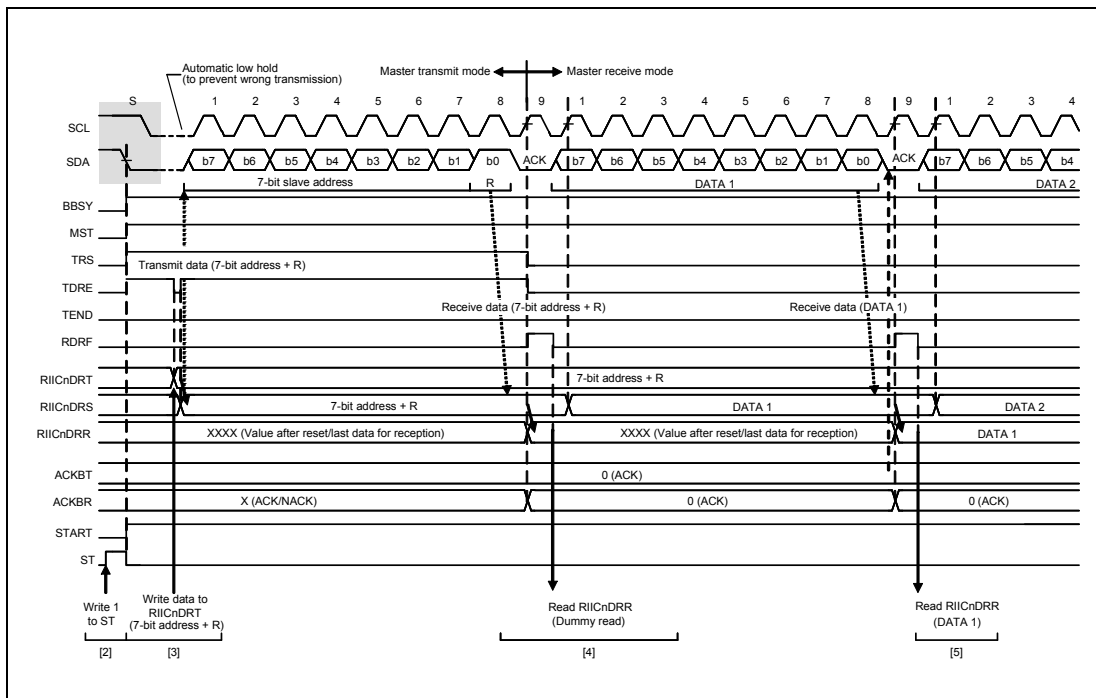 Automatic low hold
(to prevent wrong transmission)
Master transmit mode
Master receive mode
S 1 2 3 4 5 6 7 8 9 1 2 3 4 5 6 7 8 9 1 2 3 4
SCL
SDA b7 b6 b5 b4 b3 b2 b1 b0 ACK b7 b6 b5 b4 b3 b2 b1 b0 ACK b7 b6 b5 b4
7-bit slave address R DATA 1 DATA 2
BBSY
MST
TRS
Transmit data (7-bit address + R)
TDRE
Receive data (7-bit address + R) Receive data (DATA 1)
TEND
RDRF
RIICnDRT 7-bit address + R
RIICnDRS 7-bit address + R DATA 1 DATA 2
RIICnDRR XXXX (Value after reset/last data for reception) XXXX (Value after reset/last data for reception) DATA 1
ACKBT 0 (ACK)
ACKBR X (ACK/NACK) 0 (ACK) 0 (ACK)
START
ST
Write 1
to ST
Write data to
RIICnDRT
(7-bit address + R)
Read RIICnDRR
(Dummy read)
Read RIICnDRR
(DATA 1)
[2] [3] [4] [5]